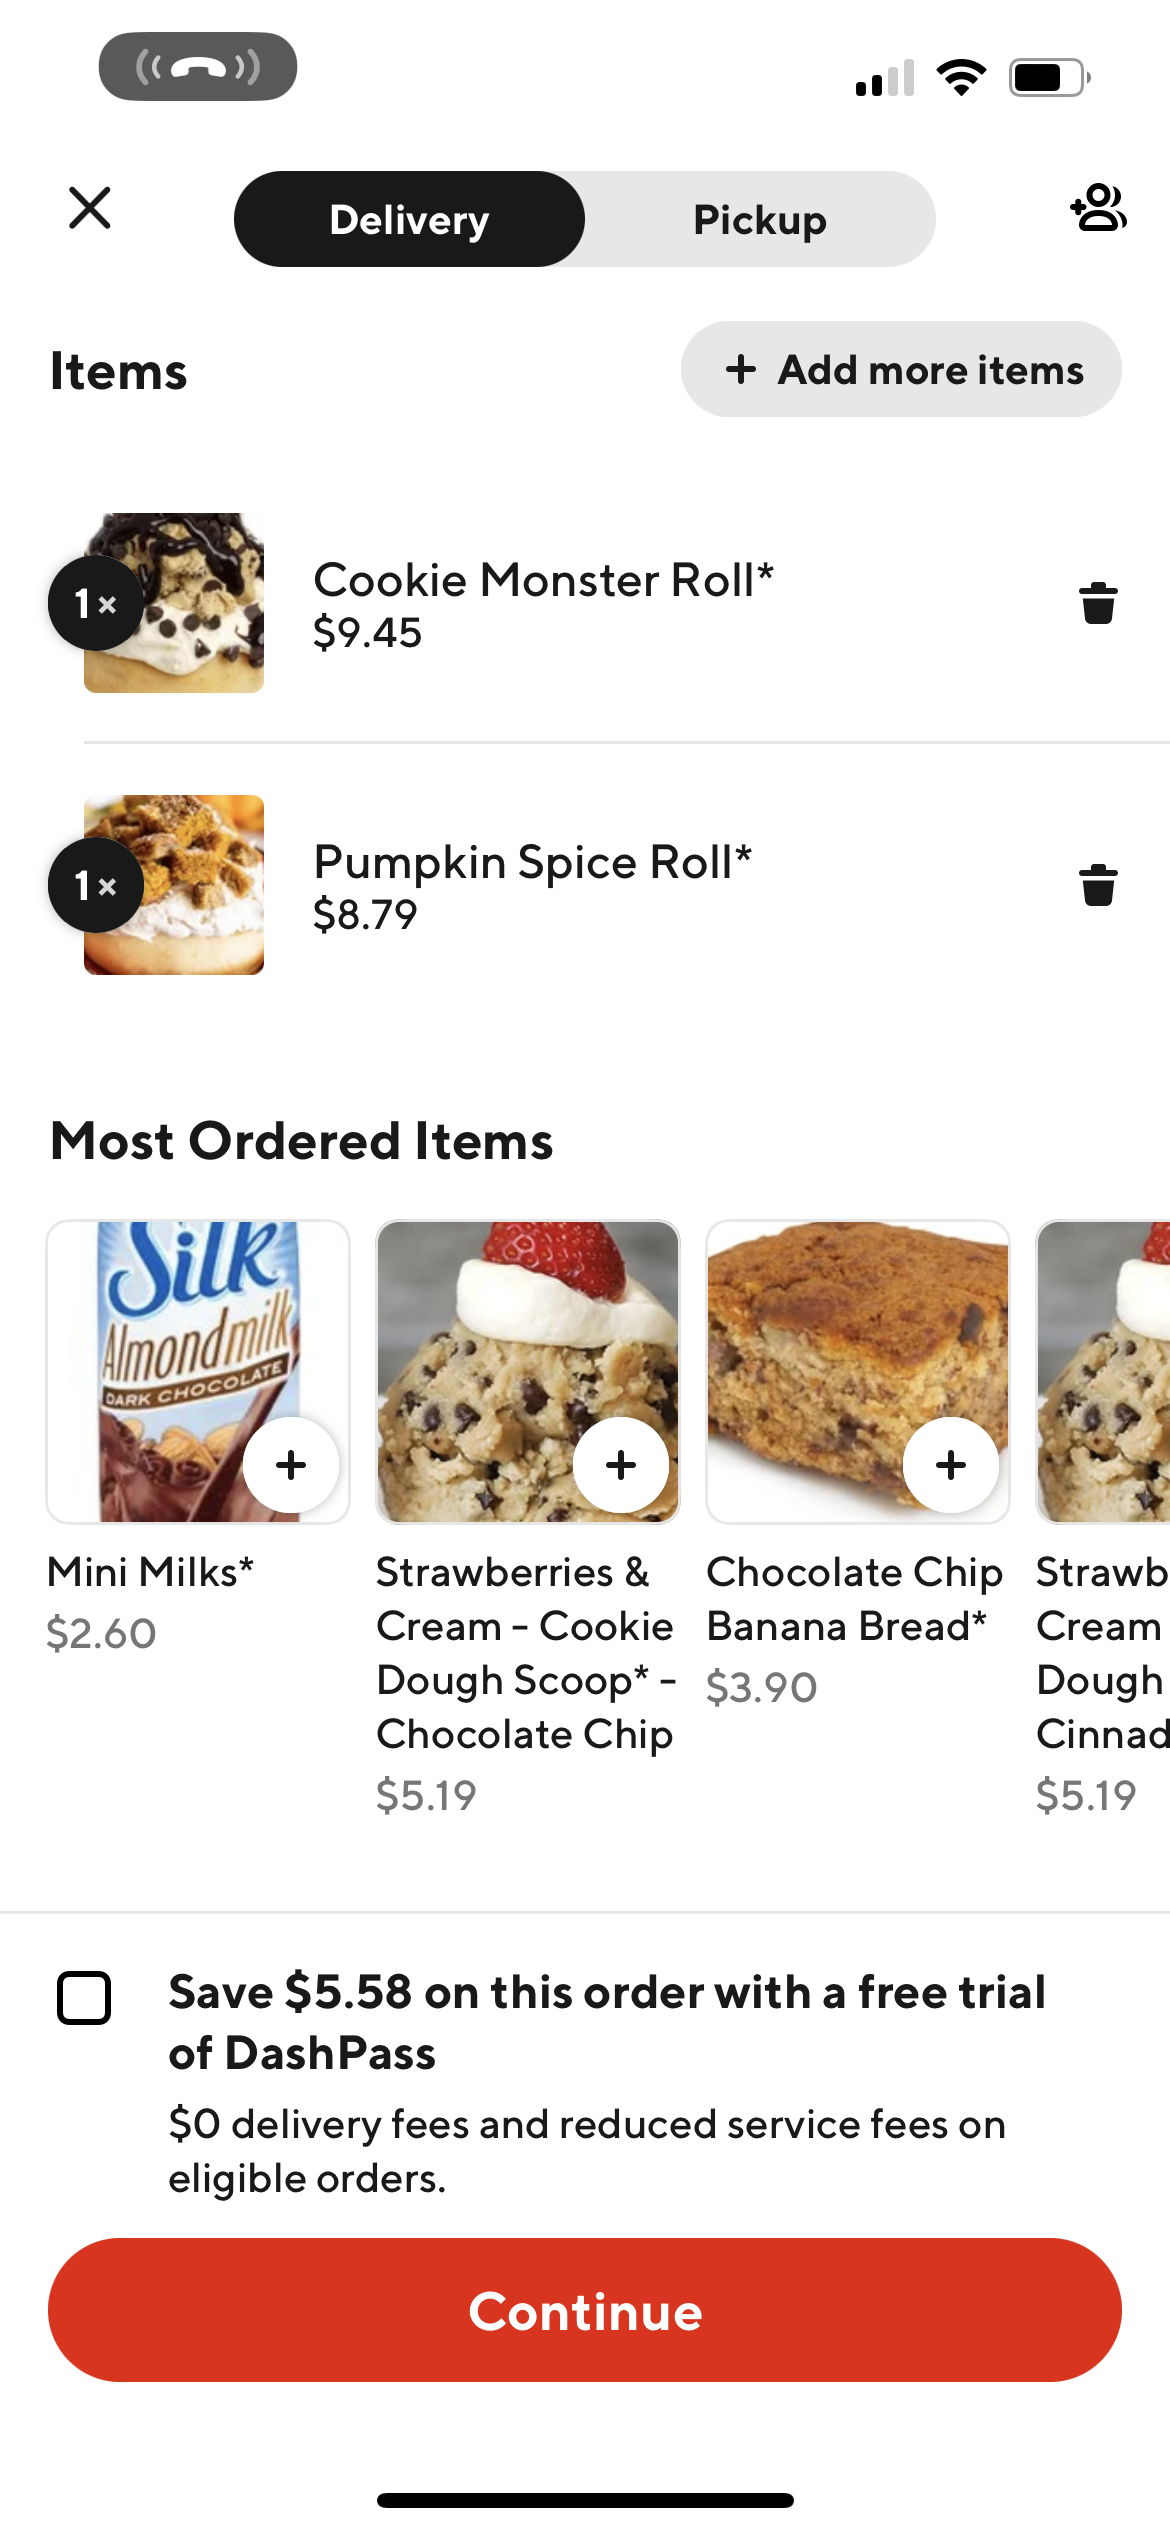 Delivery
Pickup
Items
+ Add more items
1 ×
Cookie Monster Roll*
$9.45
1 ×
Pumpkin Spice Roll*
$8.79
Most Ordered Items
Silk
Almondmilk
DARK CHOCOLATE
Mini Milks*
$2.60
Strawberries &
Cream - Cookie
Dough Scoop* -
Chocolate Chip
$5.19
Chocolate Chip
Banana Bread*
$3.90
Strawb
Cream
Dough
Cinnad
$5.19
Save $5.58 on this order with a free trial
of DashPass
$0 delivery fees and reduced service fees on
eligible orders.
Continue